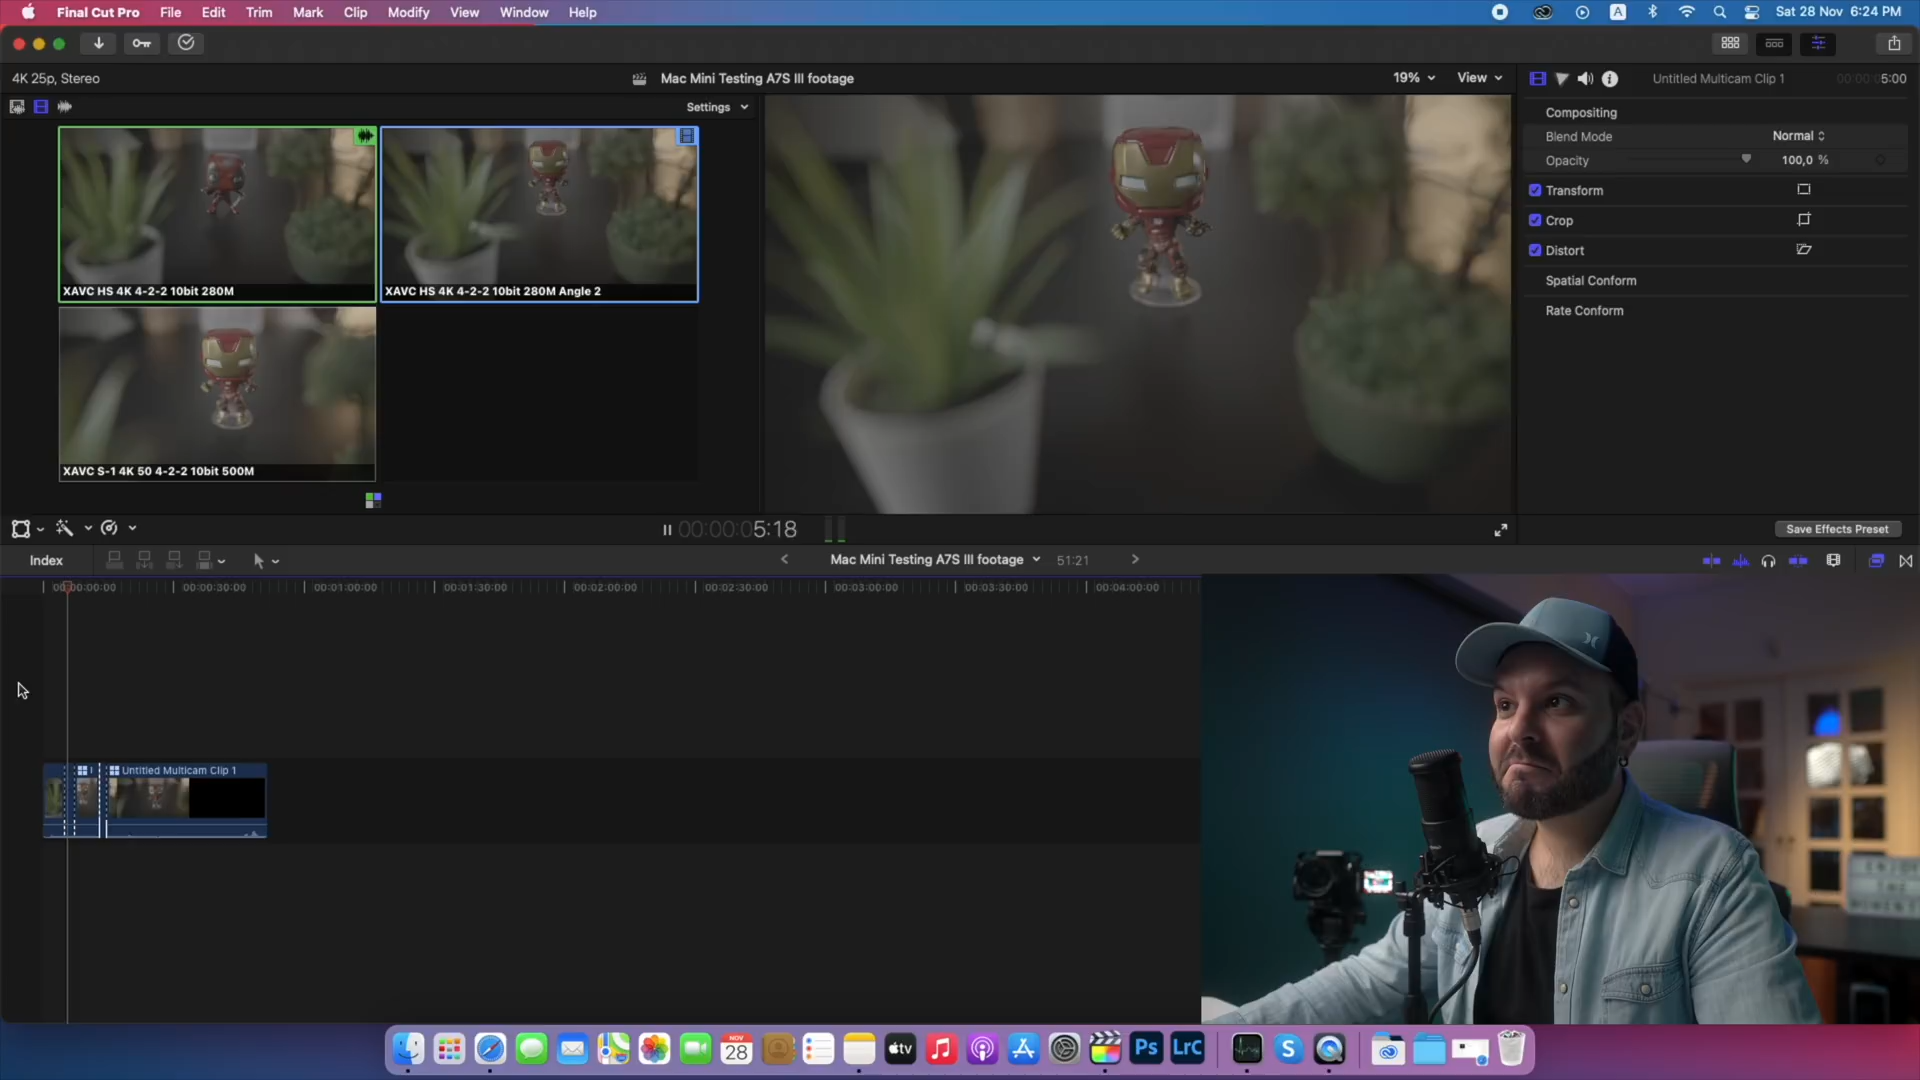 Final Cut Pro File Edit Trim Mark Clip Modify View Window Help
A Sat 28 Nov 6:24 PM
4K 25p, Stereo
Mac Mini Testing A7S III footage
19% View
Untitled Multicam Clip 1
00:00:05:00
Settings
XAVC HS 4K 4-2-2 10bit 280M
XAVC HS 4K 4-2-2 10bit 280M Angle 2
XAVC S-1 4K 50 4-2-2 10bit 500M
Compositing
Blend Mode Normal
Opacity 100,0 %
Transform
Crop
Distort
Spatial Conform
Rate Conform
00:00:05:18
Save Effects Preset
Index
Mac Mini Testing A7S III footage 51:21
00:00:30:00 00:01:00:00 00:01:30:00 00:02:00:00 00:02:30:00 00:03:00:00 00:03:30:00 00:04:00:00
Untitled Multicam Clip 1
NOV
28
tv
Ps
LrC